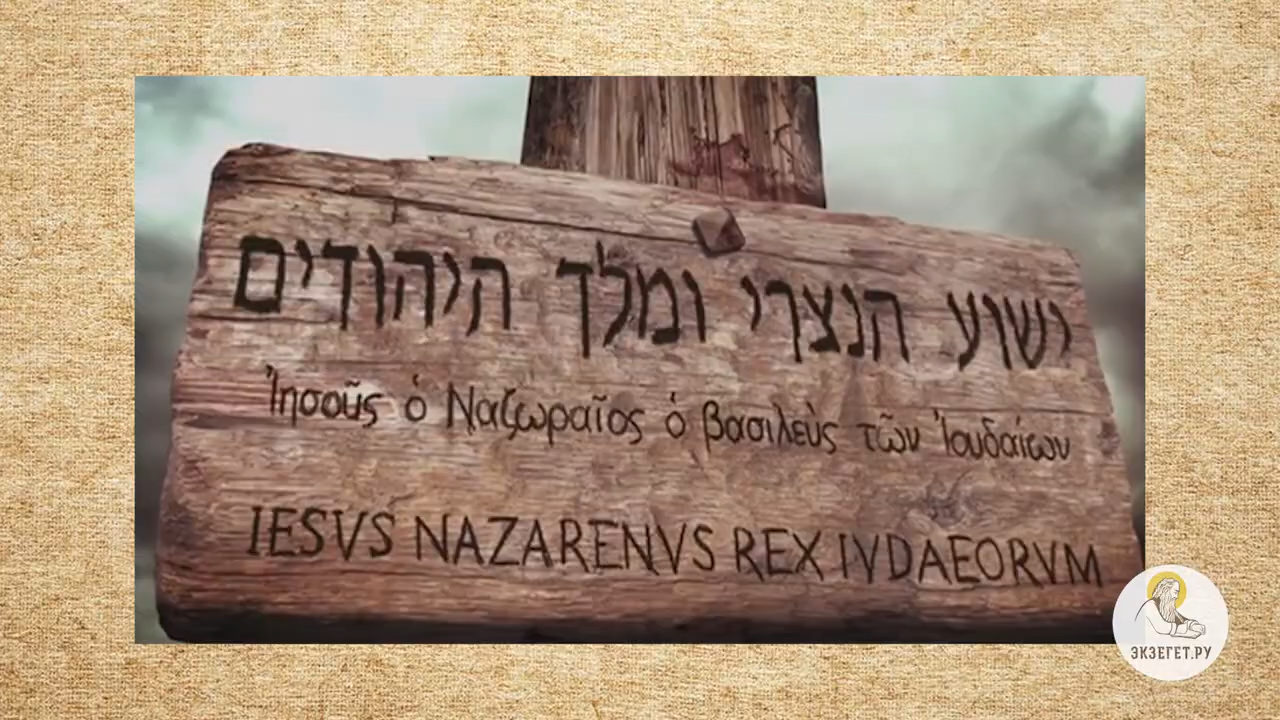 ישוע הנצרי ומלך היהודים
Ἰησοῦς ὁ Ναζωραῖος ὁ βασιλεὺς τῶν Ἰουδαίων
IESVS NAZARENVS REX IVDAEORVM
ЭКЗЕГЕТ.РУ